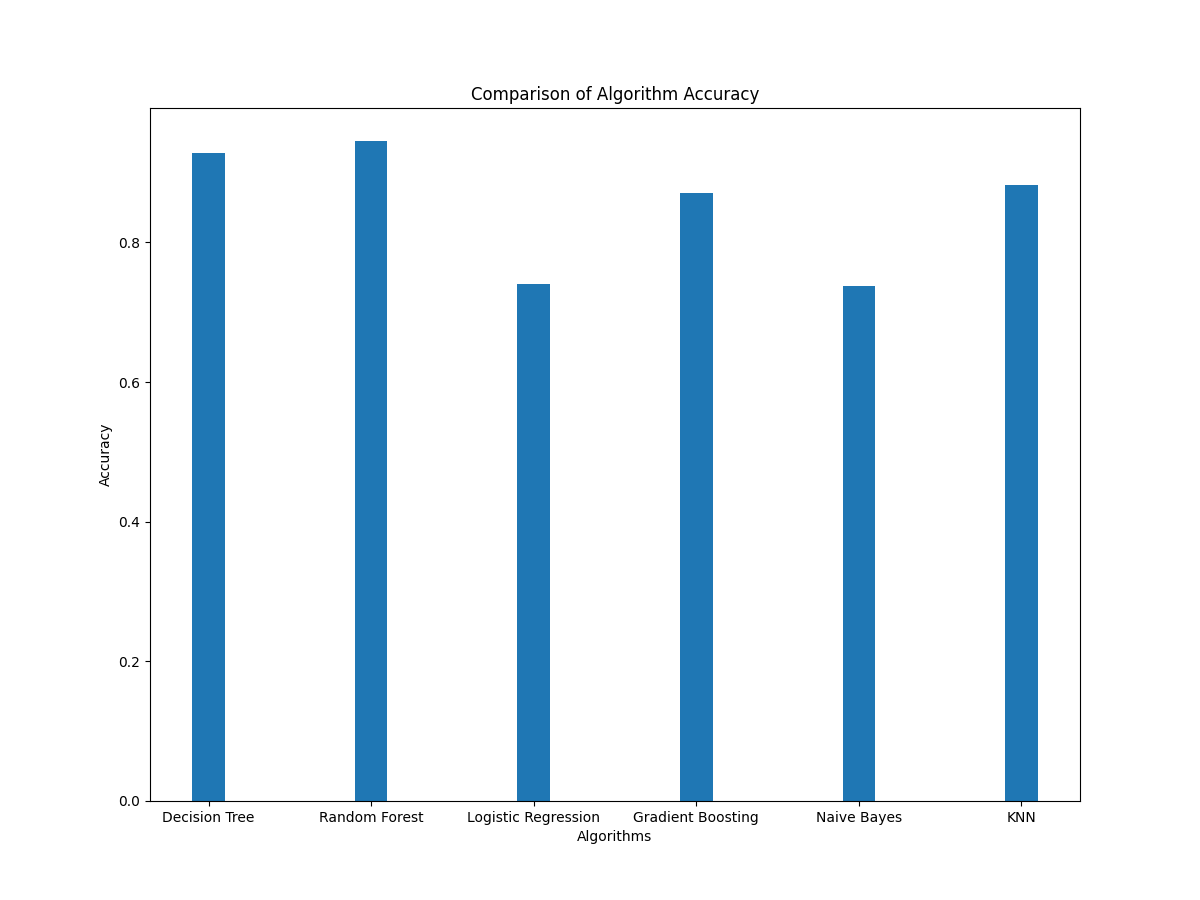 Comparison of Algorithm Accuracy
Accuracy
0.8
0.6
0.4
0.2
0.0
Decision Tree Random Forest Logistic Regression Gradient Boosting Naive Bayes KNN
Algorithms